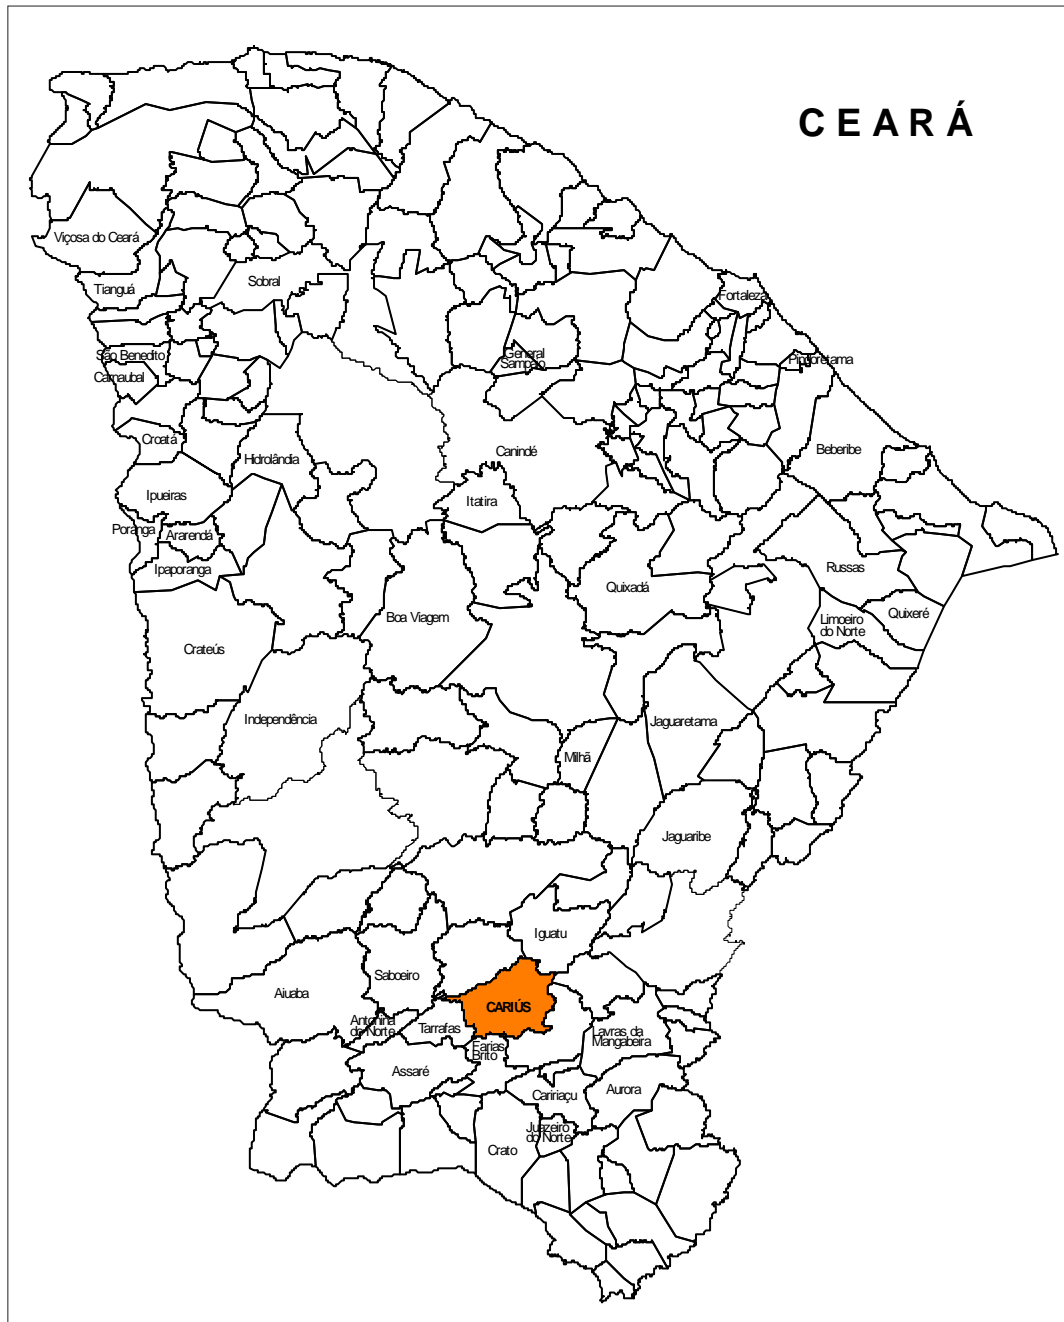 CEARÁ
Viçosa do Ceará
Tianguá
Sobral
Fortaleza
São Benedito
General
Sampaio
Carnaubal
Croatá
Canindé
Beberibe
Hidrolândia
Ipueiras
Itatira
Poranga
Ararendá
Ipaporanga
Russas
Quixadá
Boa Viagem
Limoeiro
do Norte
Quixeré
Crateús
Independência
Jaguaretama
Milhã
Jaguaribe
Iguatu
Saboeiro
Aiuaba
CARIÚS
Antonina
do Norte
Tarrafas
Lavras da
Mangabeira
Farias
Brito
Assaré
Caririaçu
Aurora
Juazeiro
do Norte
Crato